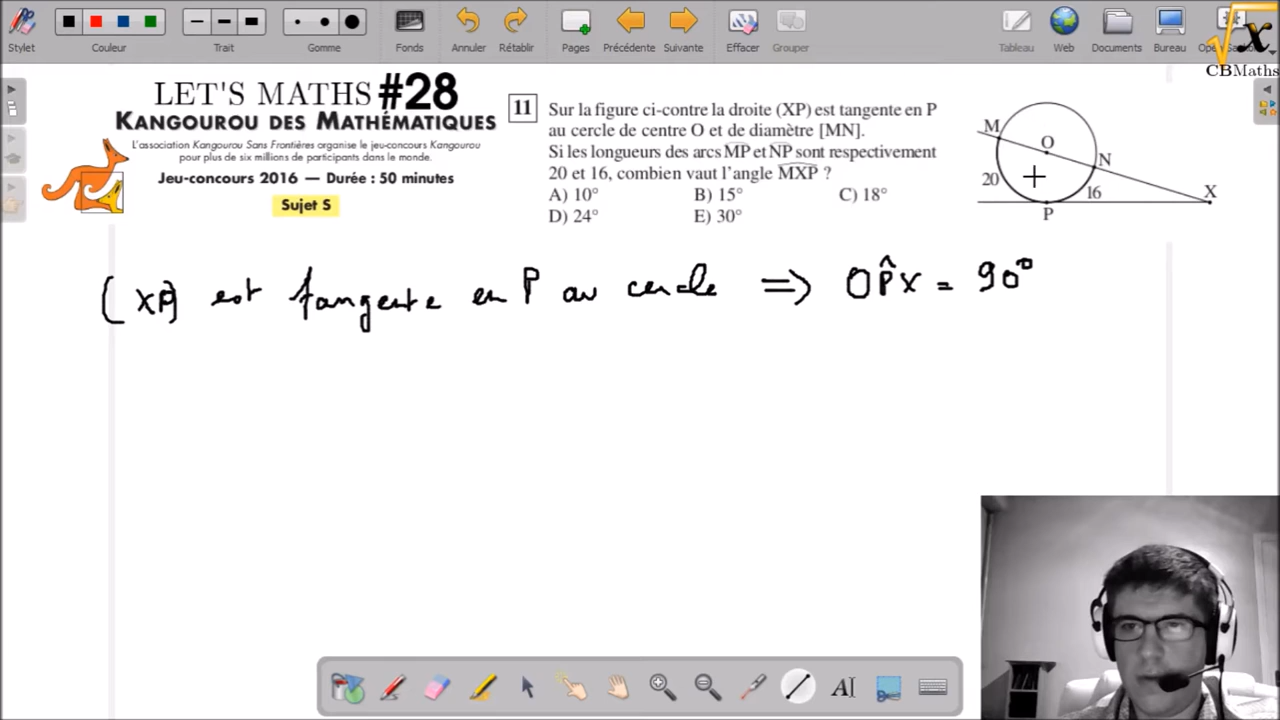 Stylet
Couleur
Trait
Gomme
Fonds
Annuler
Rétablir
Pages
Précédente
Suivante
Effacer
Grouper
Tableau
Web
Documents
Bureau
√x
CBMaths
LET'S MATHS #28
KANGOUROU DES MATHÉMATIQUES
L'association Kangourou Sans Frontières organise le jeu-concours Kangourou
pour plus de six millions de participants dans le monde.
Jeu-concours 2016 — Durée : 50 minutes
Sujet S
11 Sur la figure ci-contre la droite (XP) est tangente en P
au cercle de centre O et de diamètre [MN].
Si les longueurs des arcs MP et NP sont respectivement
20 et 16, combien vaut l'angle MXP ?
A) 10° B) 15° C) 18°
D) 24° E) 30°
M
O
N
20
16
X
P
(XP) est tangente en P au cercle => OP̂X = 90°
AI